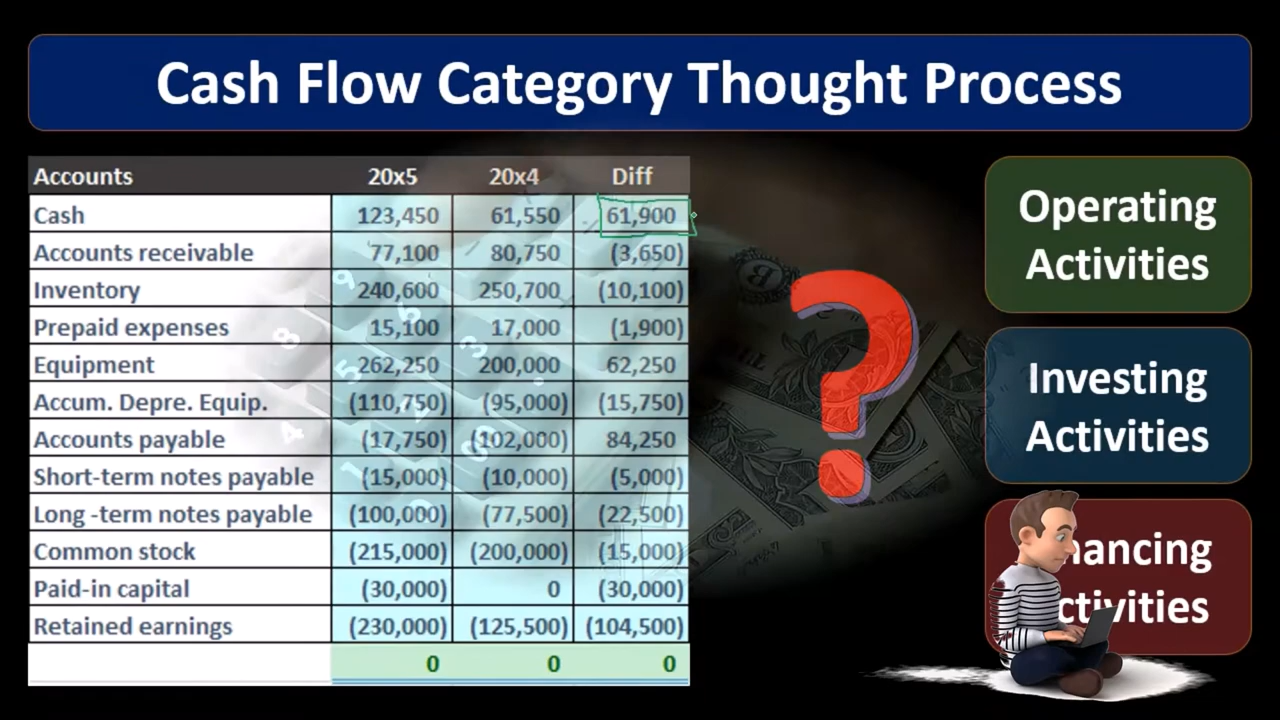 Cash Flow Category Thought Process
Accounts 20x5 20x4 Diff
Cash 123,450 61,550 61,900
Accounts receivable 77,100 80,750 (3,650)
Inventory 240,600 250,700 (10,100)
Prepaid expenses 15,100 17,000 (1,900)
Equipment 262,250 200,000 62,250
Accum. Depre. Equip. (110,750) (95,000) (15,750)
Accounts payable (17,750) (102,000) 84,250
Short-term notes payable (15,000) (10,000) (5,000)
Long -term notes payable (100,000) (77,500) (22,500)
Common stock (215,000) (200,000) (15,000)
Paid-in capital (30,000) 0 (30,000)
Retained earnings (230,000) (125,500) (104,500)
0 0 0
?
Operating
Activities
Investing
Activities